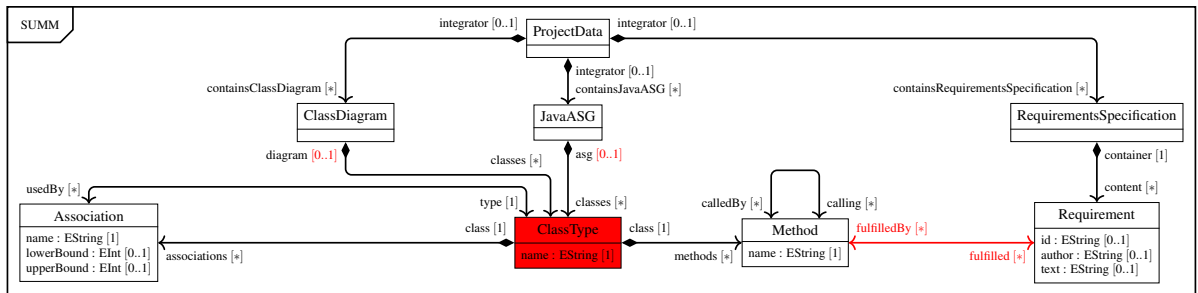 SUMM
integrator [0..1]
ProjectData
integrator [0..1]
integrator [0..1]
containsClassDiagram [*]
containsJavaASG [*]
containsRequirementsSpecification [*]
ClassDiagram
JavaASG
RequirementsSpecification
diagram [0..1]
classes [*]
asg [0..1]
container [1]
usedBy [*]
type [1]
classes [*]
calledBy [*]
calling [*]
content [*]
Association
name : EString [1]
lowerBound : EInt [0..1]
upperBound : EInt [0..1]
class [1]
associations [*]
ClassType
name : EString [1]
class [1]
methods [*]
Method
name : EString [1]
fulfilledBy [*]
fulfilled [*]
Requirement
id : EString [0..1]
author : EString [0..1]
text : EString [0..1]